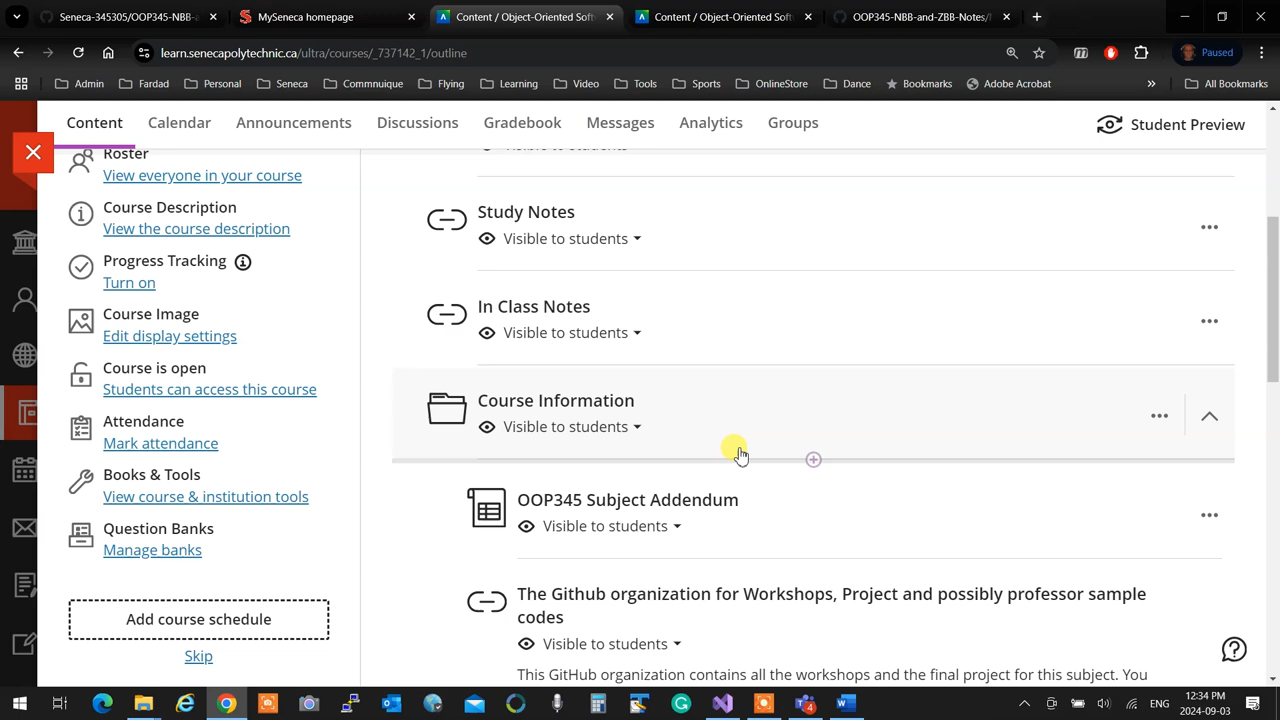 Seneca-345305/OOP345-NBB-
MySeneca homepage
Content / Object-Oriented Soft
Content / Object-Oriented Soft
OOP345-NBB-and-ZBB-Notes/
learn.senecapolytechnic.ca/ultra/courses/_737142_1/outline
Paused
Admin
Fardad
Personal
Seneca
Commnuique
Flying
Learning
Video
Tools
Sports
OnlineStore
Dance
Bookmarks
Adobe Acrobat
»
All Bookmarks
Content
Calendar
Announcements
Discussions
Gradebook
Messages
Analytics
Groups
Student Preview
Roster
View everyone in your course
Course Description
View the course description
Progress Tracking
Turn on
Course Image
Edit display settings
Course is open
Students can access this course
Attendance
Mark attendance
Books & Tools
View course & institution tools
Question Banks
Manage banks
Add course schedule
Skip
Visible to students
Study Notes
Visible to students
In Class Notes
Visible to students
Course Information
Visible to students
OOP345 Subject Addendum
Visible to students
The Github organization for Workshops, Project and possibly professor sample
codes
Visible to students
This GitHub organization contains all the workshops and the final project for this subject. You
ENG
12:34 PM
2024-09-03